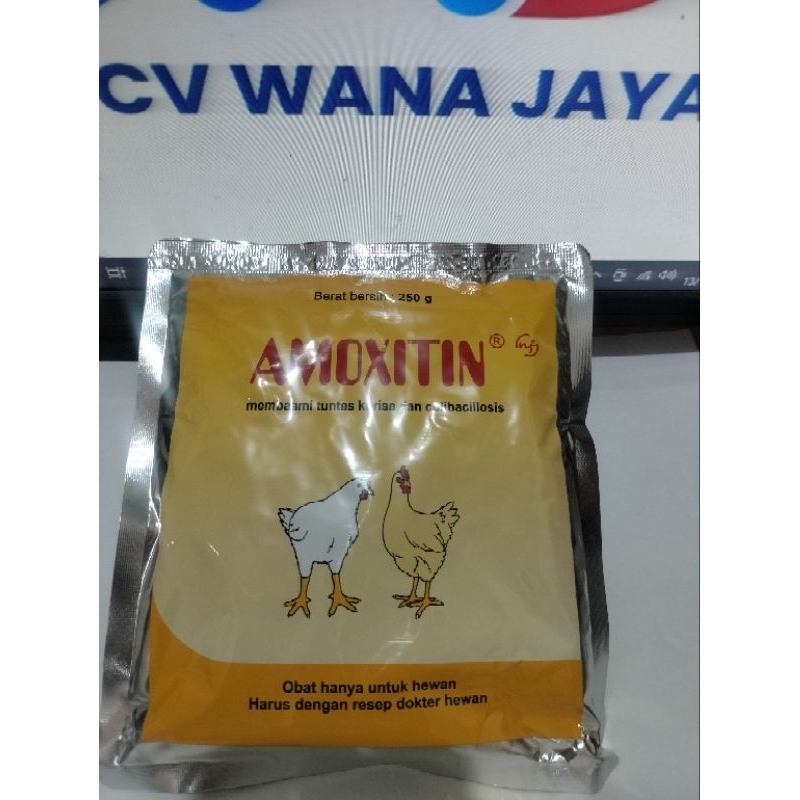 CV WANA JAYA
Berat bersih : 250 g
AMOXITIN ®
membasmi tuntas korisa dan colibacillosis
Obat hanya untuk hewan
Harus dengan resep dokter hewan
13/